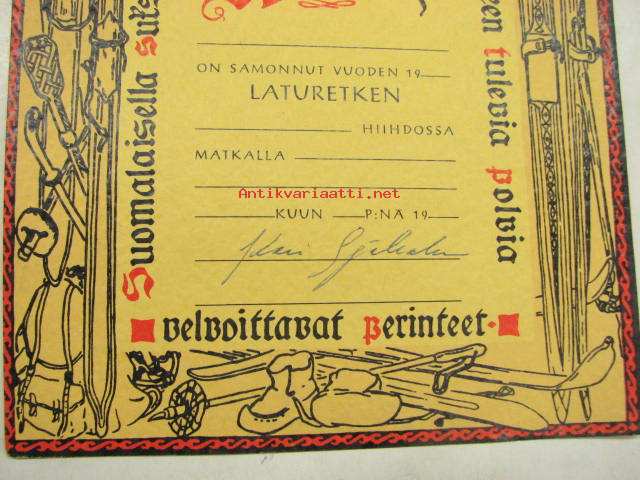 ON SAMONNUT VUODEN 19
LATURETKEN
HIIHDOSSA
MATKALLA
Antikvariaatti.net
KUUN P:NÄ 19
Suomalaisella
tulevia polvia
velvoittavat perinteet